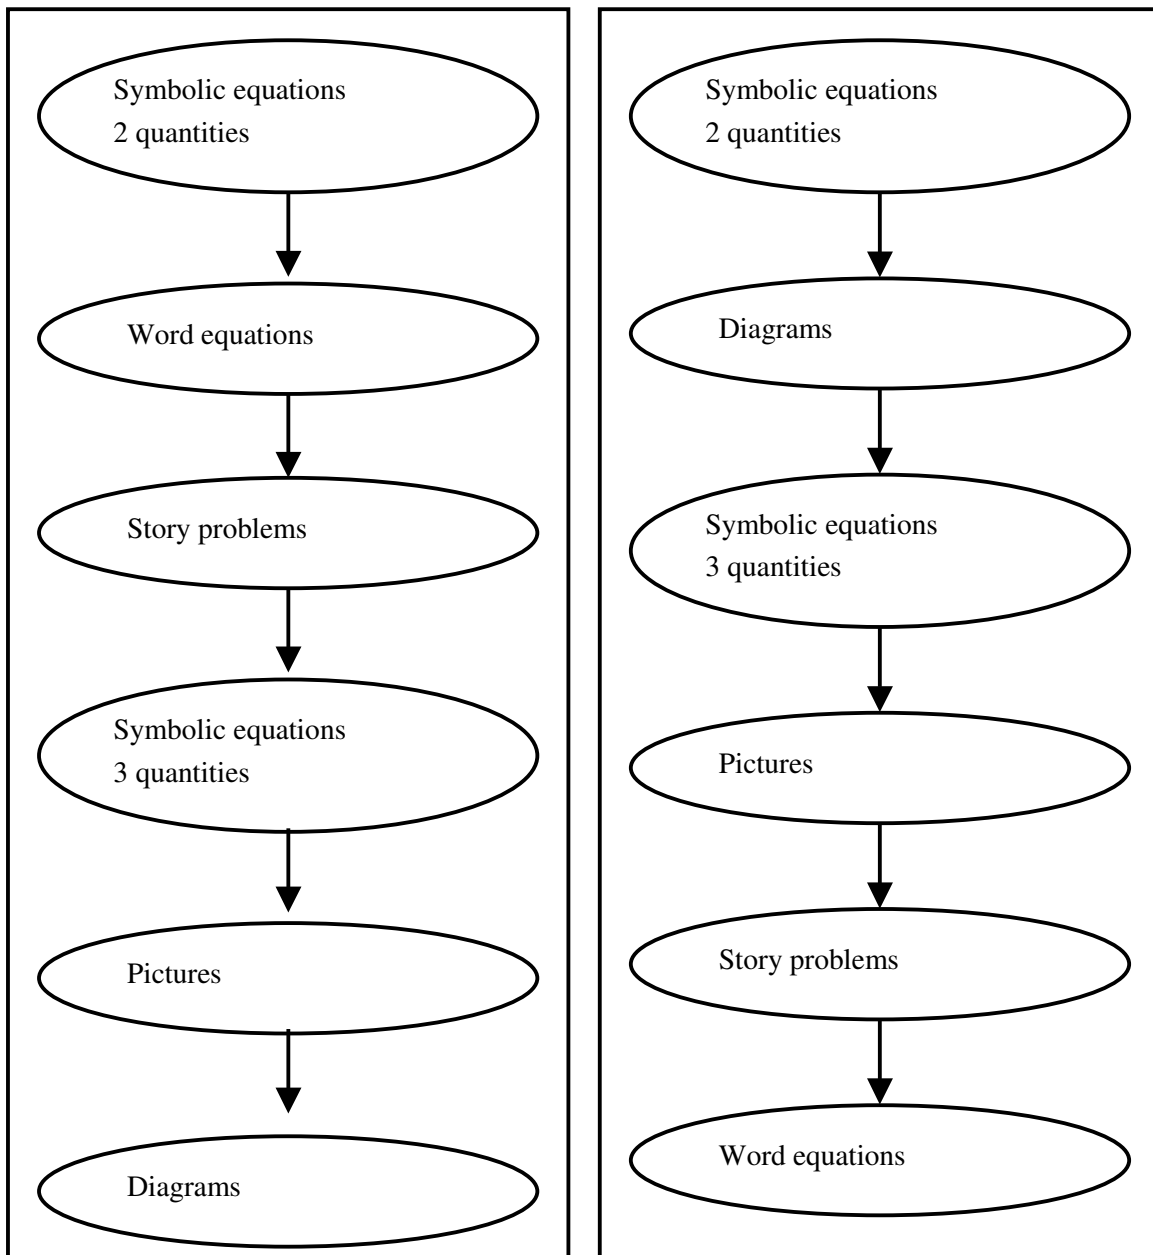 Symbolic equations
2 quantities
Word equations
Story problems
Symbolic equations
3 quantities
Pictures
Diagrams
Symbolic equations
2 quantities
Diagrams
Symbolic equations
3 quantities
Pictures
Story problems
Word equations